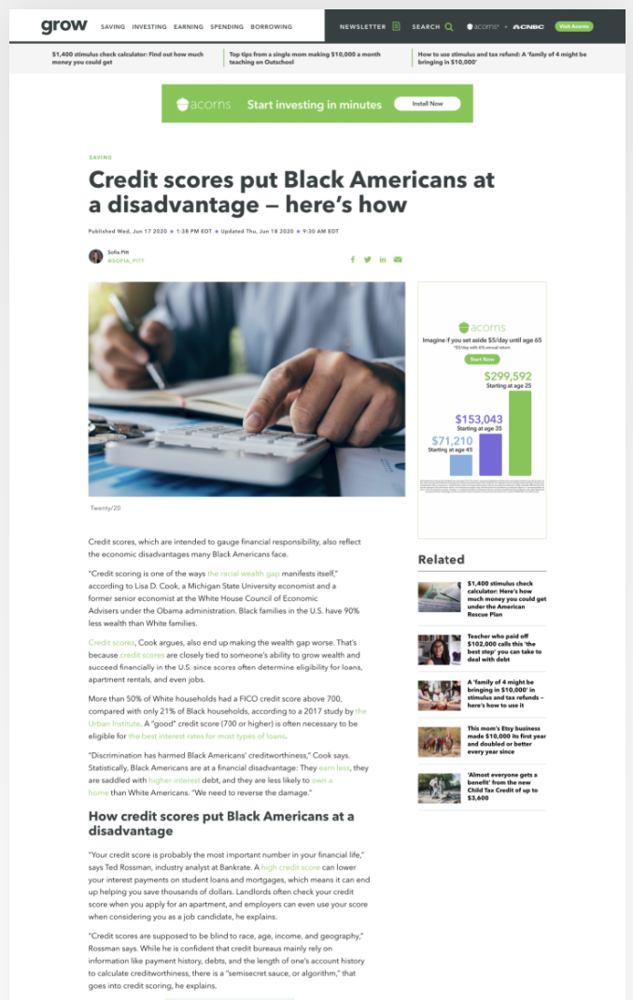 grow
SAVING INVESTING EARNING SPENDING BORROWING
NEWSLETTER SEARCH acorns + CNBC Visit Acorns
$1,400 stimulus check calculator: Find out how much
money you could get
Top tips from a single mom making $10,000 a month
teaching on Outschool
How to use stimulus and tax refund: A 'family of 4 might be
bringing in $10,000'
acorns Start investing in minutes Install Now
SAVING
Credit scores put Black Americans at
a disadvantage – here's how
Published Wed, Jun 17 2020 • 1:38 PM EDT • Updated Thu, Jun 18 2020 • 9:30 AM EDT
Sofia Pitt
@SOFIA_PITT
acorns
Imagine if you set aside $5/day until age 65
*$5/day with 6% annual return
Start Now
$299,592
Starting at age 25
$153,043
Starting at age 35
$71,210
Starting at age 45
Twenty/20
Credit scores, which are intended to gauge financial responsibility, also reflect
the economic disadvantages many Black Americans face.
"Credit scoring is one of the ways the racial wealth gap manifests itself,"
according to Lisa D. Cook, a Michigan State University economist and a
former senior economist at the White House Council of Economic
Advisers under the Obama administration. Black families in the U.S. have 90%
less wealth than White families.
Credit scores, Cook argues, also end up making the wealth gap worse. That's
because credit scores are closely tied to someone's ability to grow wealth and
succeed financially in the U.S. since scores often determine eligibility for loans,
apartment rentals, and even jobs.
More than 50% of White households had a FICO credit score above 700,
compared with only 21% of Black households, according to a 2017 study by the
Urban Institute. A "good" credit score (700 or higher) is often necessary to be
eligible for the best interest rates for most types of loans.
"Discrimination has harmed Black Americans' creditworthiness," Cook says.
Statistically, Black Americans are at a financial disadvantage: They earn less, they
are saddled with higher-interest debt, and they are less likely to own a
home than White Americans. "We need to reverse the damage."
How credit scores put Black Americans at a
disadvantage
"Your credit score is probably the most important number in your financial life,"
says Ted Rossman, industry analyst at Bankrate. A high credit score can lower
your interest payments on student loans and mortgages, which means it can end
up helping you save thousands of dollars. Landlords often check your credit
score when you apply for an apartment, and employers can even use your score
when considering you as a job candidate, he explains.
"Credit scores are supposed to be blind to race, age, income, and geography,"
Rossman says. While he is confident that credit bureaus mainly rely on
information like payment history, debts, and the length of one's account history
to calculate creditworthiness, there is a "semisecret sauce, or algorithm," that
goes into credit scoring, he explains.
Related
$1,400 stimulus check
calculator: Here's how
much money you could get
under the American
Rescue Plan
Teacher who paid off
$102,000 calls this 'the
best step' you can take to
deal with debt
A 'family of 4 might be
bringing in $10,000' in
stimulus and tax refunds –
here's how to use it
This mom's Etsy business
made $10,000 its first year
and doubled or better
every year since
'Almost everyone gets a
benefit' from the new
Child Tax Credit of up to
$3,600